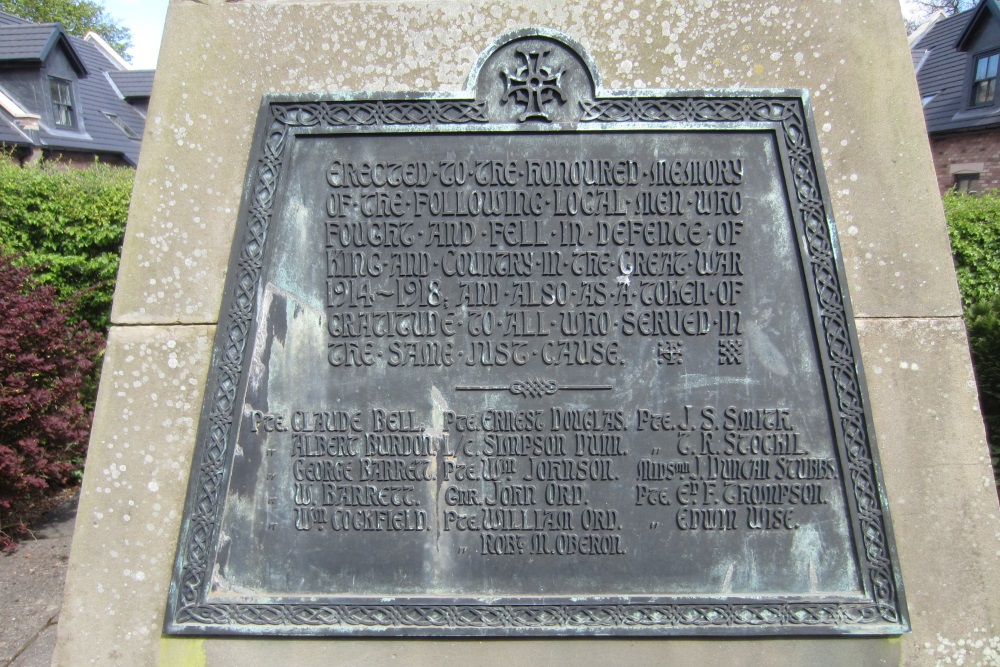 ERECTED·TO·THE·HONOURED·MEMORY
OF·THE·FOLLOWING·LOCAL·MEN·WHO
FOUGHT·AND·FELL·IN·DEFENCE·OF
KING·AND·COUNTRY·IN·THE·GREAT·WAR
1914~1918; AND·ALSO·AS·A·TOKEN·OF
GRATITUDE·TO·ALL·WHO·SERVED·IN
THE·SAME·JUST·CAUSE.
PTE. CLAUDE BELL. PTE. ERNEST DOUGLAS. PTE. J. S. SMITH.
„ ALBERT BURDON. L/C. SIMPSON DUNN. „ T. R. STOCKIL.
„ GEORGE BARRETT. PTE. WM. JOHNSON. MIDSMN. J. DUNCAN STUBBS.
„ W. BARRETT. GNR. JOHN ORD. PTE. ED. F. THOMPSON.
„ WM. COCKFIELD. PTE. WILLIAM ORD. „ EDWIN WISE.
„ ROBT. M. OBERON.